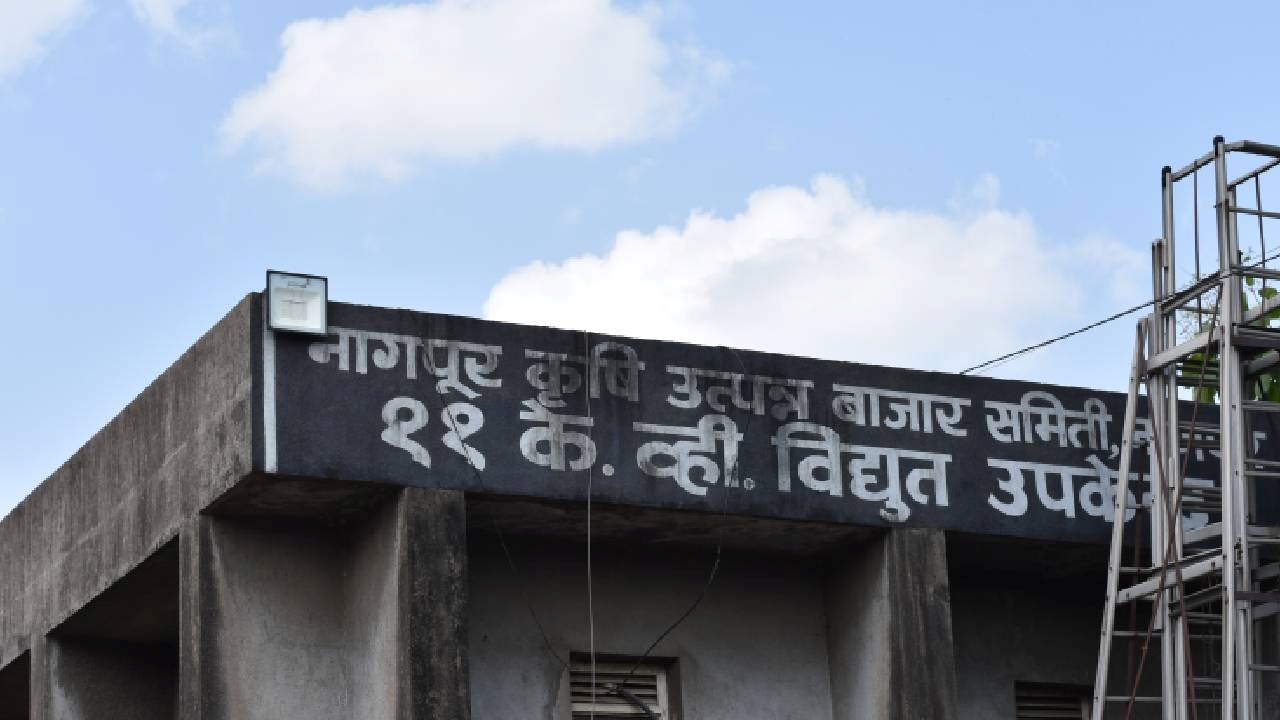 नागपूर कृषि उत्पन्न बाजार समिती,
११ कै. व्ही. विद्युत उपकेन्द्र